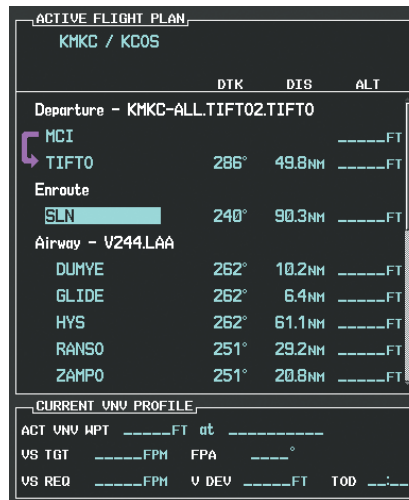 ACTIVE FLIGHT PLAN
KMKC / KCOS
DTK DIS ALT
Departure – KMKC-ALL.TIFTO2.TIFTO
MCI _____FT
TIFTO 286° 49.8NM _____FT
Enroute
SLN 240° 90.3NM _____FT
Airway – V244.LAA
DUMYE 262° 10.2NM _____FT
GLIDE 262° 6.4NM _____FT
HYS 262° 61.1NM _____FT
RANSO 251° 29.2NM _____FT
ZAMPO 251° 20.8NM _____FT
CURRENT VNV PROFILE
ACT VNV WPT _____FT at __________
VS TGT _____FPM FPA ____°
VS REQ _____FPM V DEV _____FT TOD __:__